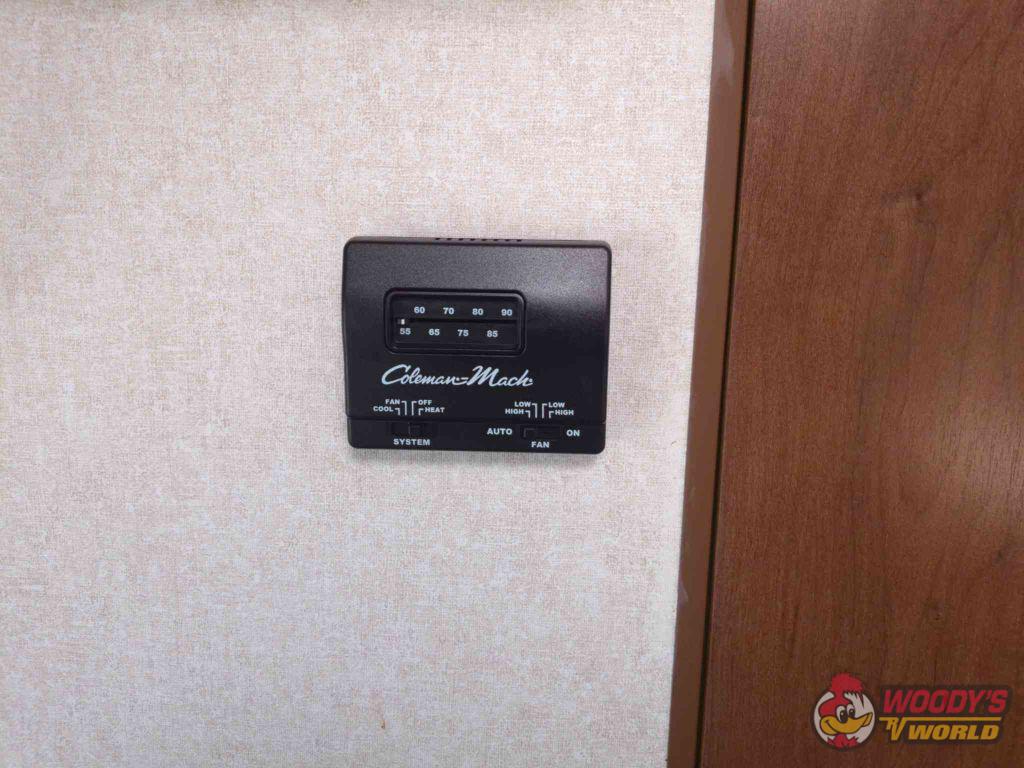 60 70 80 90
55 65 75 85
Coleman-Mach
FAN OFF
COOL HEAT
SYSTEM
LOW LOW
HIGH HIGH
AUTO ON
FAN
WOODY'S
RV WORLD